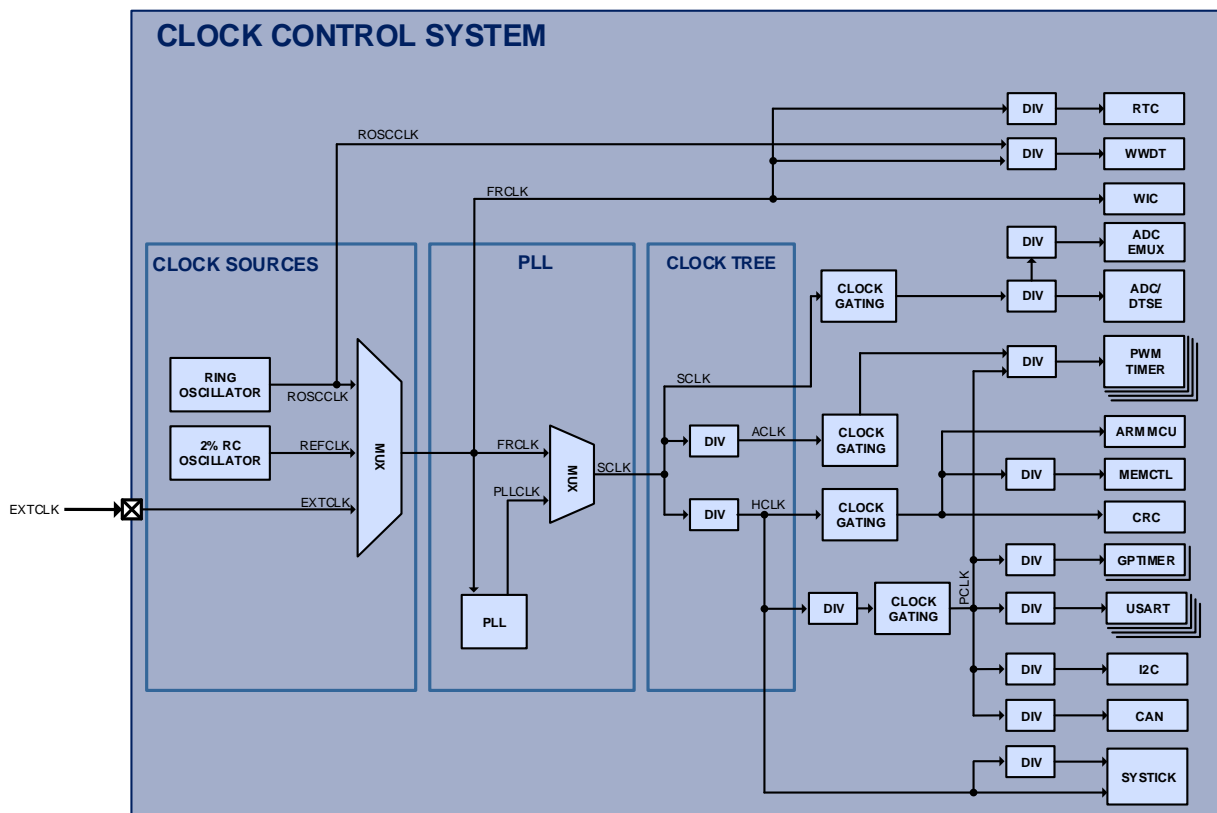 CLOCK CONTROL SYSTEM
DIV
RTC
ROSCCLK
DIV
WWDT
FRCLK
WIC
CLOCK SOURCES
PLL
CLOCK TREE
DIV
ADC
EMUX
CLOCK
GATING
DIV
ADC/
DTSE
RING
OSCILLATOR
ROSCCLK
SCLK
DIV
PWM
TIMER
2% RC
OSCILLATOR
REFCLK
MUX
FRCLK
MUX
SCLK
DIV
ACLK
CLOCK
GATING
ARM MCU
DIV
MEMCTL
EXTCLK
EXTCLK
PLLCLK
DIV
HCLK
CLOCK
GATING
CRC
DIV
GPTIMER
PLL
DIV
CLOCK
GATING
PCLK
DIV
USART
DIV
I2C
DIV
CAN
DIV
SYSTICK